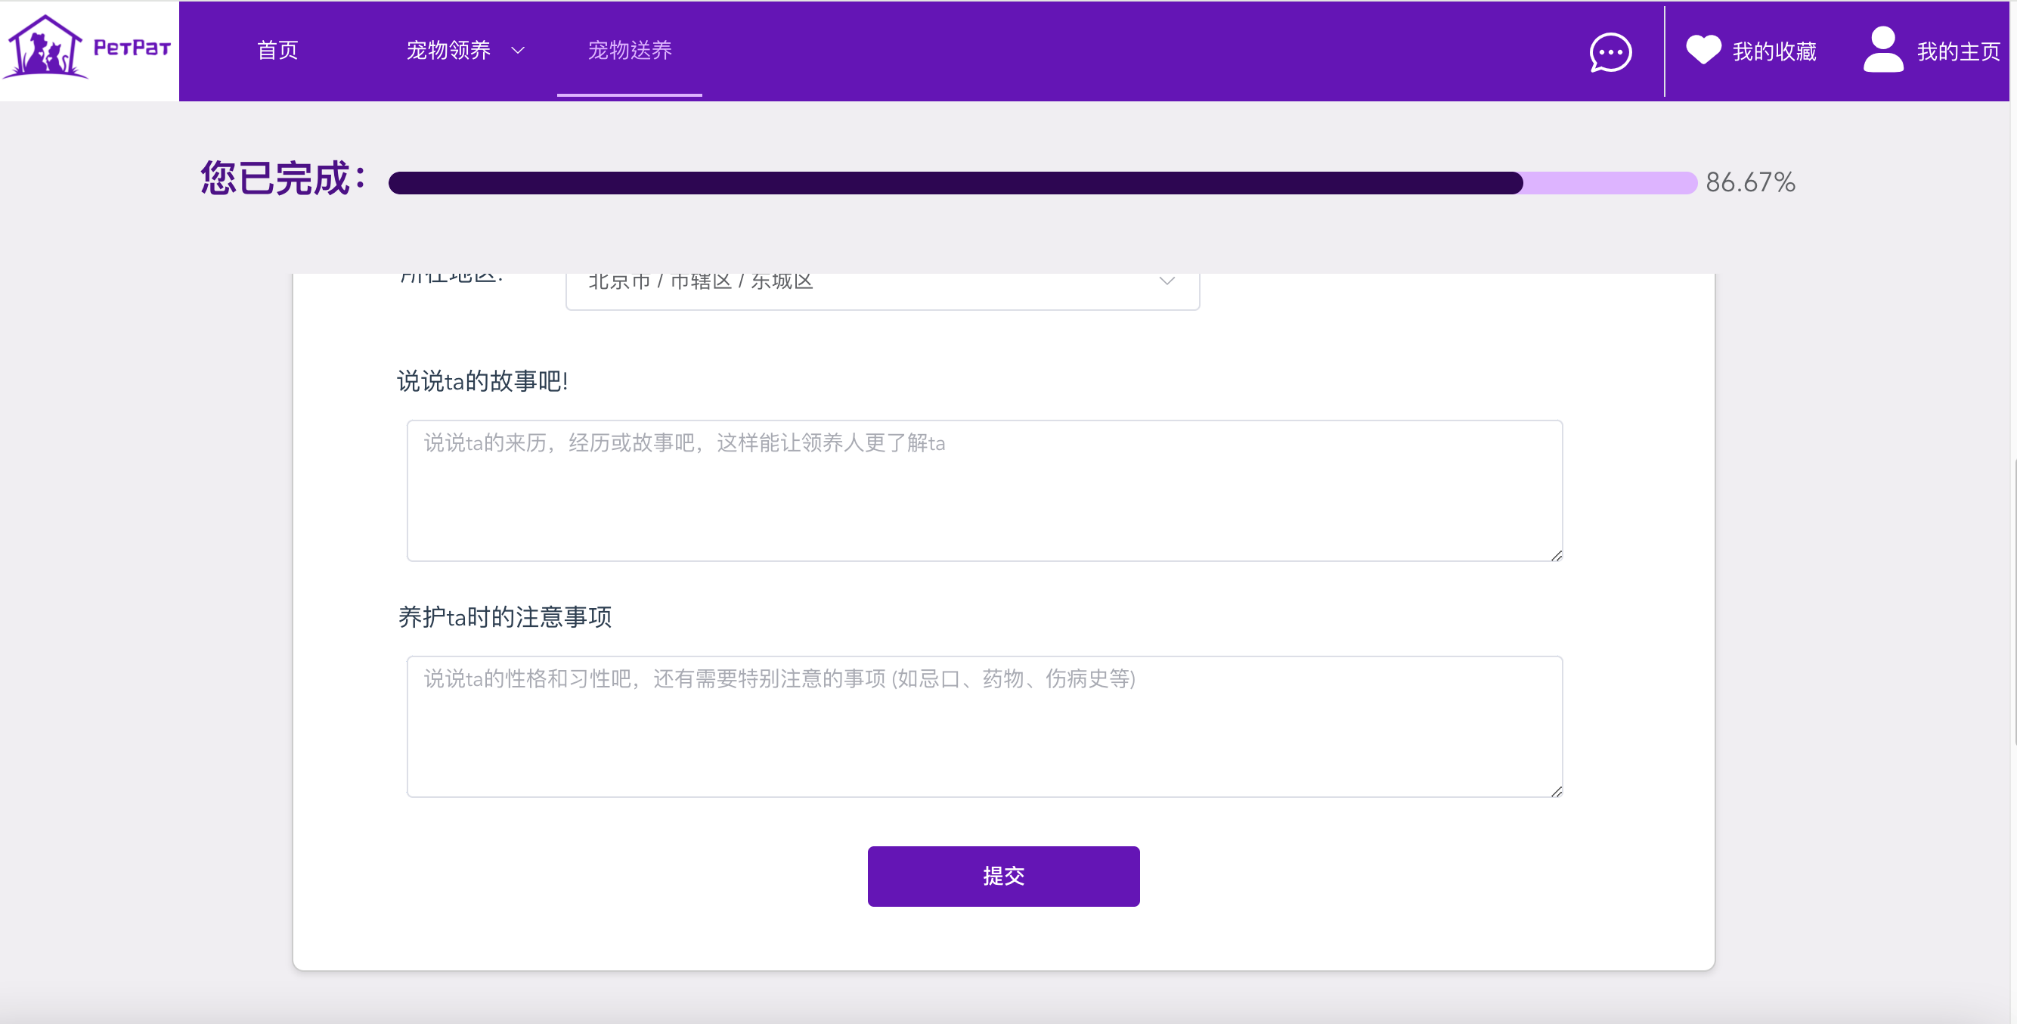 PetPat
首页
宠物领养
宠物送养
我的收藏
我的主页
您已完成：
86.67%
所在地区:
北京市 / 市辖区 / 东城区
说说ta的故事吧!
说说ta的来历，经历或故事吧，这样能让领养人更了解ta
养护ta时的注意事项
说说ta的性格和习性吧，还有需要特别注意的事项 (如忌口、药物、伤病史等)
提交